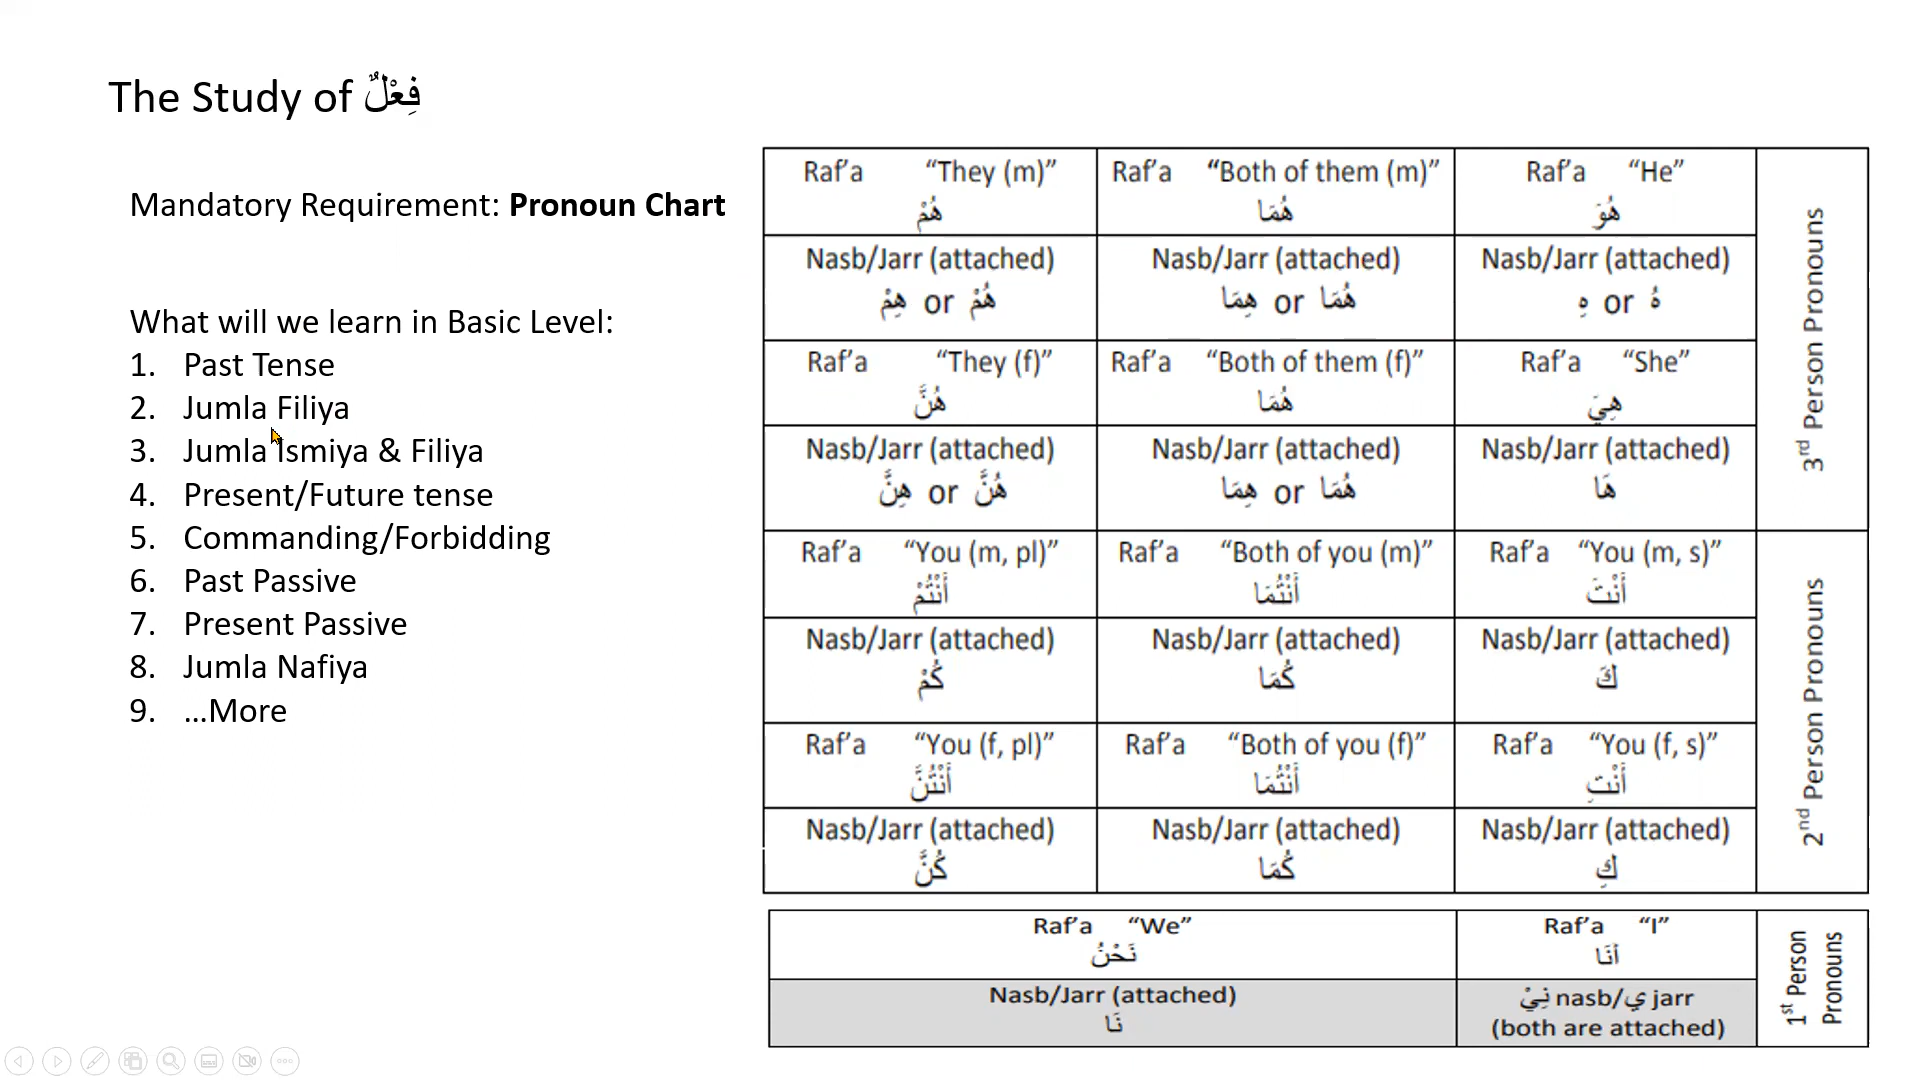 The Study of فِعْلٌ
Mandatory Requirement: Pronoun Chart
What will we learn in Basic Level:
1. Past Tense
2. Jumla Filiya
3. Jumla Ismiya & Filiya
4. Present/Future tense
5. Commanding/Forbidding
6. Past Passive
7. Present Passive
8. Jumla Nafiya
9. ...More
Raf’a “They (m)”
هُمْ
Raf’a “Both of them (m)”
هُمَا
Raf’a “He”
هُوَ
Nasb/Jarr (attached)
هِمْ or هُمْ
Nasb/Jarr (attached)
هِمَا or هُمَا
Nasb/Jarr (attached)
هِ or هُ
Raf’a “They (f)”
هُنَّ
Raf’a “Both of them (f)”
هُمَا
Raf’a “She”
هِيَ
Nasb/Jarr (attached)
هِنَّ or هُنَّ
Nasb/Jarr (attached)
هِمَا or هُمَا
Nasb/Jarr (attached)
هَا
3rd Person Pronouns
Raf’a “You (m, pl)”
أَنْتُمْ
Raf’a “Both of you (m)”
أَنْتُمَا
Raf’a “You (m, s)”
أَنْتَ
Nasb/Jarr (attached)
كُمْ
Nasb/Jarr (attached)
كُمَا
Nasb/Jarr (attached)
كَ
Raf’a “You (f, pl)”
أَنْتُنَّ
Raf’a “Both of you (f)”
أَنْتُمَا
Raf’a “You (f, s)”
أَنْتِ
Nasb/Jarr (attached)
كُنَّ
Nasb/Jarr (attached)
كُمَا
Nasb/Jarr (attached)
كِ
2nd Person Pronouns
Raf’a “We”
نَحْنُ
Raf’a “I”
أَنَا
Nasb/Jarr (attached)
نَا
نِيْ nasb/ي jarr
(both are attached)
1st Person
Pronouns